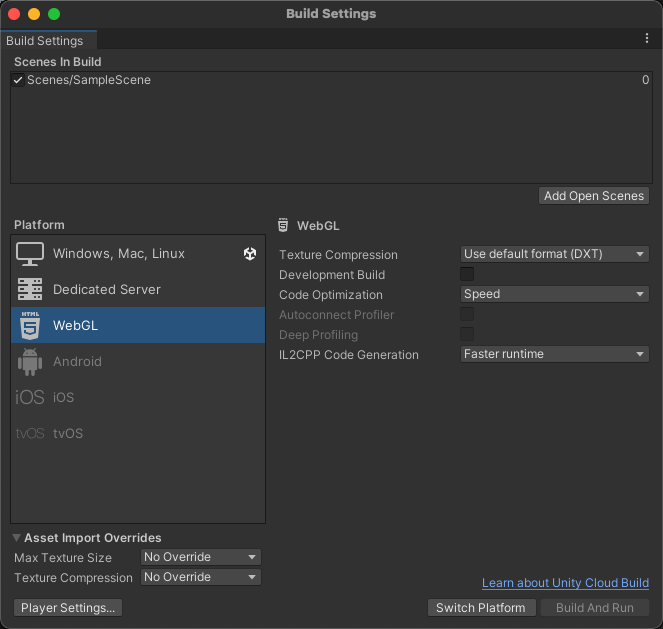 Build Settings
Build Settings
Scenes In Build
Scenes/SampleScene 0
Add Open Scenes
Platform
Windows, Mac, Linux
Dedicated Server
HTML 5 WebGL
Android
iOS iOS
tvOS tvOS
HTML 5 WebGL
Texture Compression Use default format (DXT)
Development Build
Code Optimization Speed
Autoconnect Profiler
Deep Profiling
IL2CPP Code Generation Faster runtime
Asset Import Overrides
Max Texture Size No Override
Texture Compression No Override
Learn about Unity Cloud Build
Player Settings... Switch Platform Build And Run